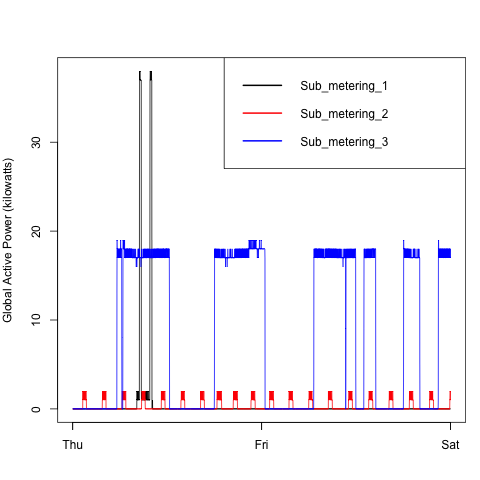 Sub_metering_1
Sub_metering_2
Sub_metering_3
Global Active Power (kilowatts)
30
20
10
0
Thu Fri Sat